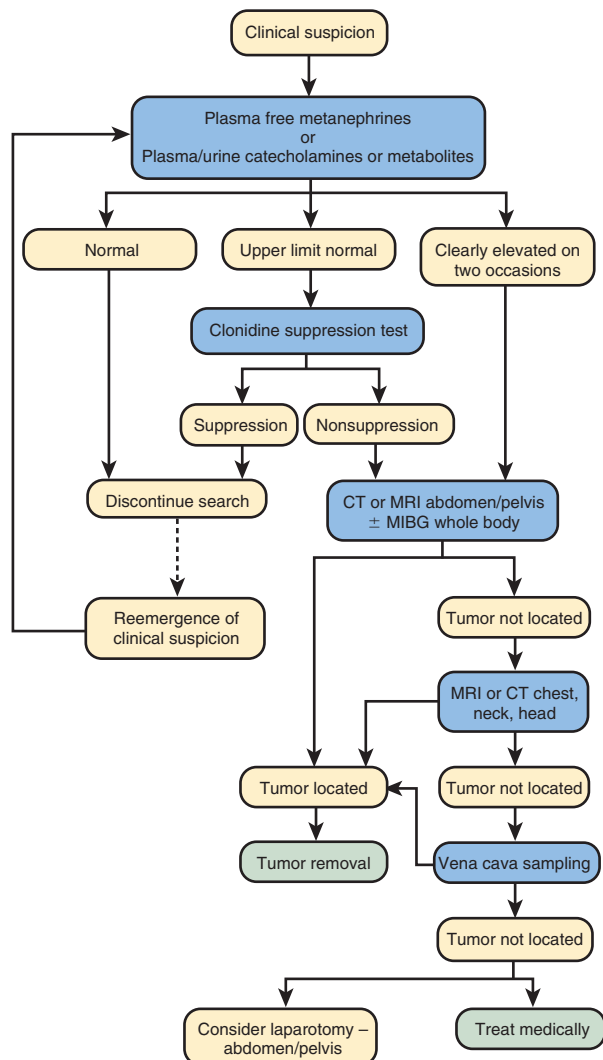 Clinical suspicion
Plasma free metanephrines
or
Plasma/urine catecholamines or metabolites
Normal
Upper limit normal
Clearly elevated on
two occasions
Clonidine suppression test
Suppression
Nonsuppression
Discontinue search
CT or MRI abdomen/pelvis
± MIBG whole body
Reemergence of
clinical suspicion
Tumor not located
MRI or CT chest,
neck, head
Tumor located
Tumor not located
Tumor removal
Vena cava sampling
Tumor not located
Consider laparotomy –
abdomen/pelvis
Treat medically